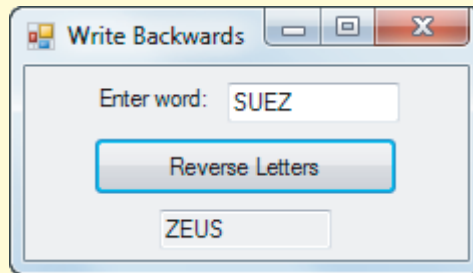 Write Backwards
Enter word: SUEZ
Reverse Letters
ZEUS